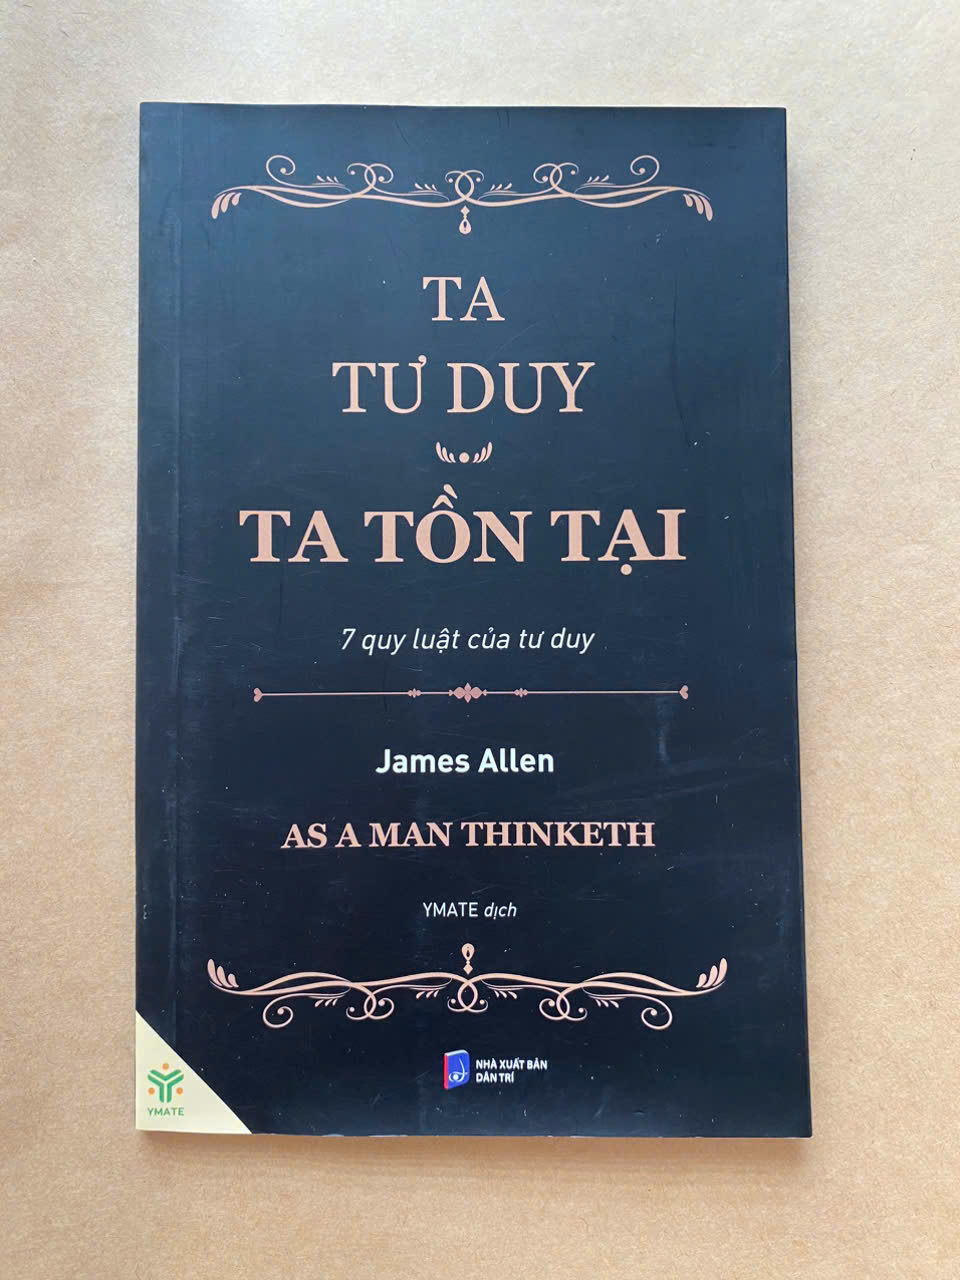 TA
TƯ DUY
TA TỒN TẠI
7 quy luật của tư duy
James Allen
AS A MAN THINKETH
YMATE dịch
NHÀ XUẤT BẢN
DÂN TRÍ
YMATE